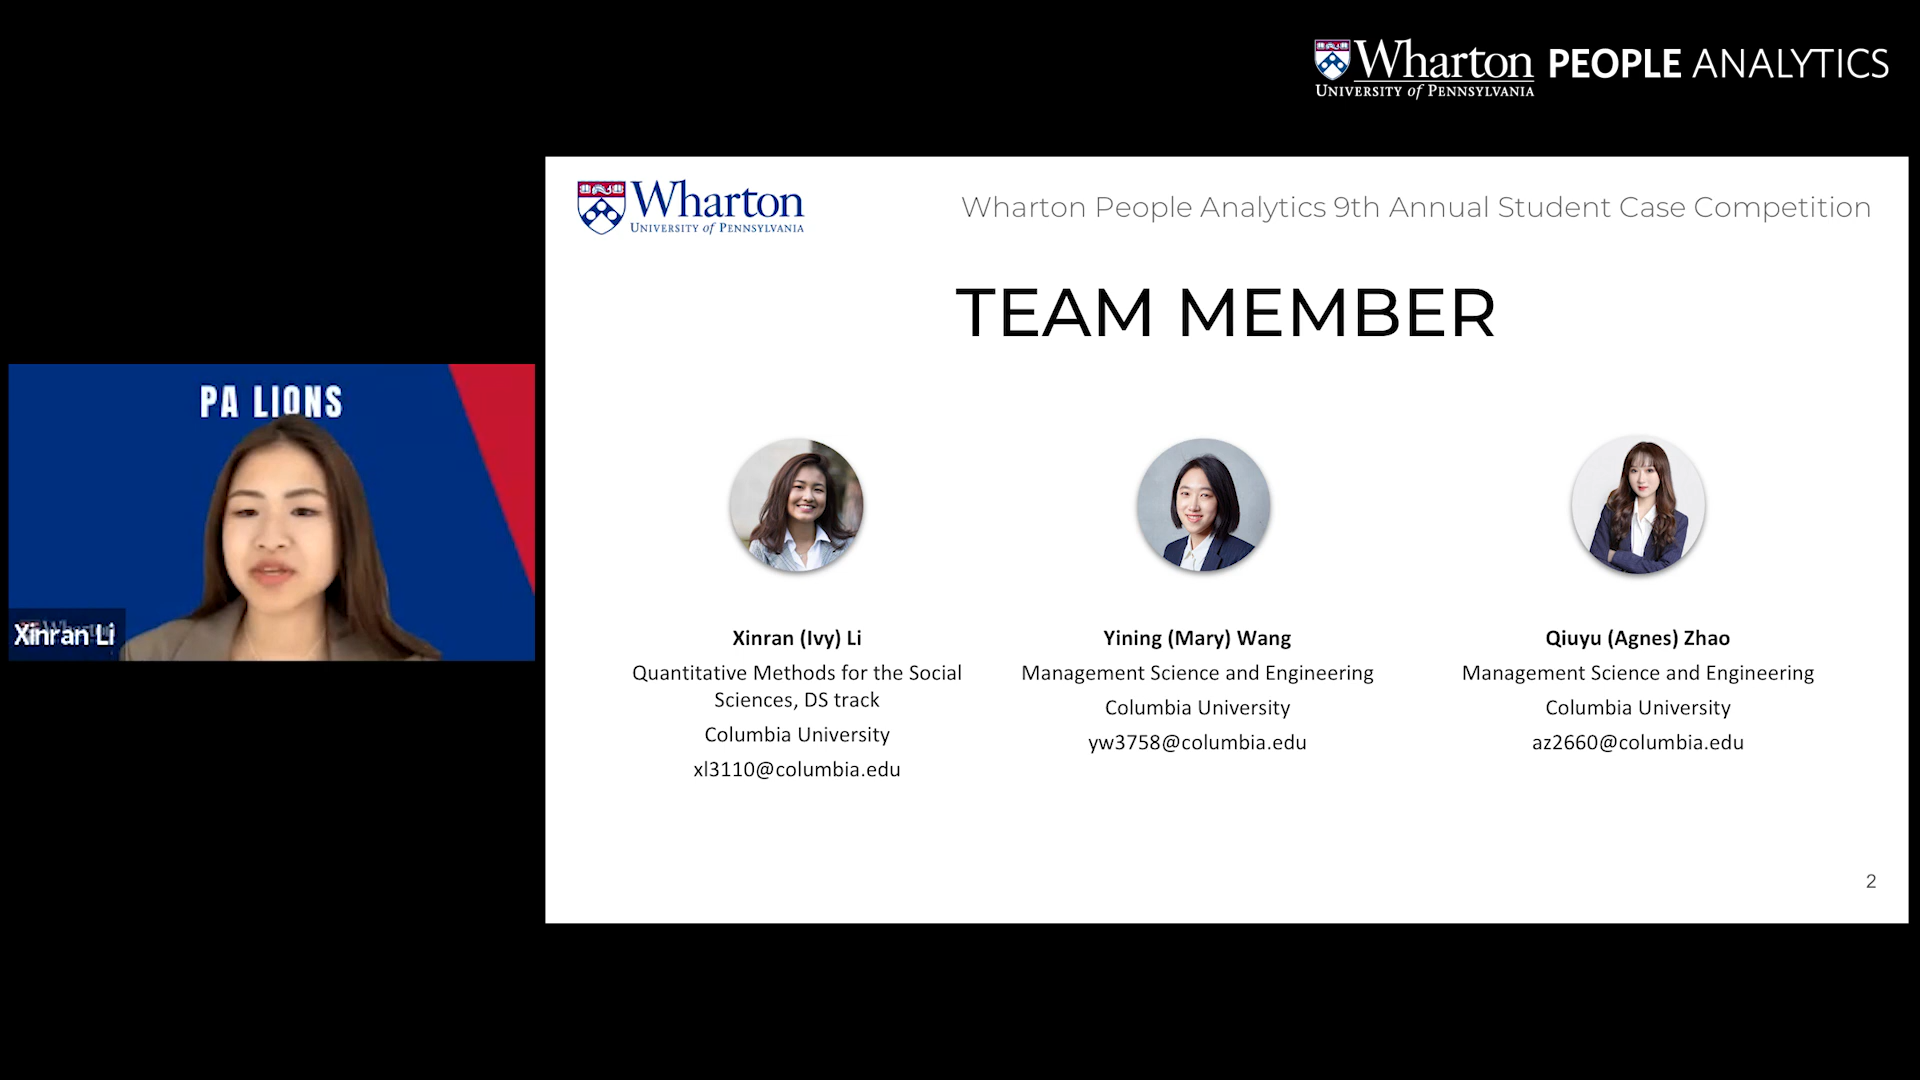 Wharton PEOPLE ANALYTICS
UNIVERSITY of PENNSYLVANIA
Wharton
UNIVERSITY of PENNSYLVANIA
Wharton People Analytics 9th Annual Student Case Competition
TEAM MEMBER
PA LIONS
Xinran Li
Xinran (Ivy) Li
Quantitative Methods for the Social
Sciences, DS track
Columbia University
xl3110@columbia.edu
Yining (Mary) Wang
Management Science and Engineering
Columbia University
yw3758@columbia.edu
Qiuyu (Agnes) Zhao
Management Science and Engineering
Columbia University
az2660@columbia.edu
2